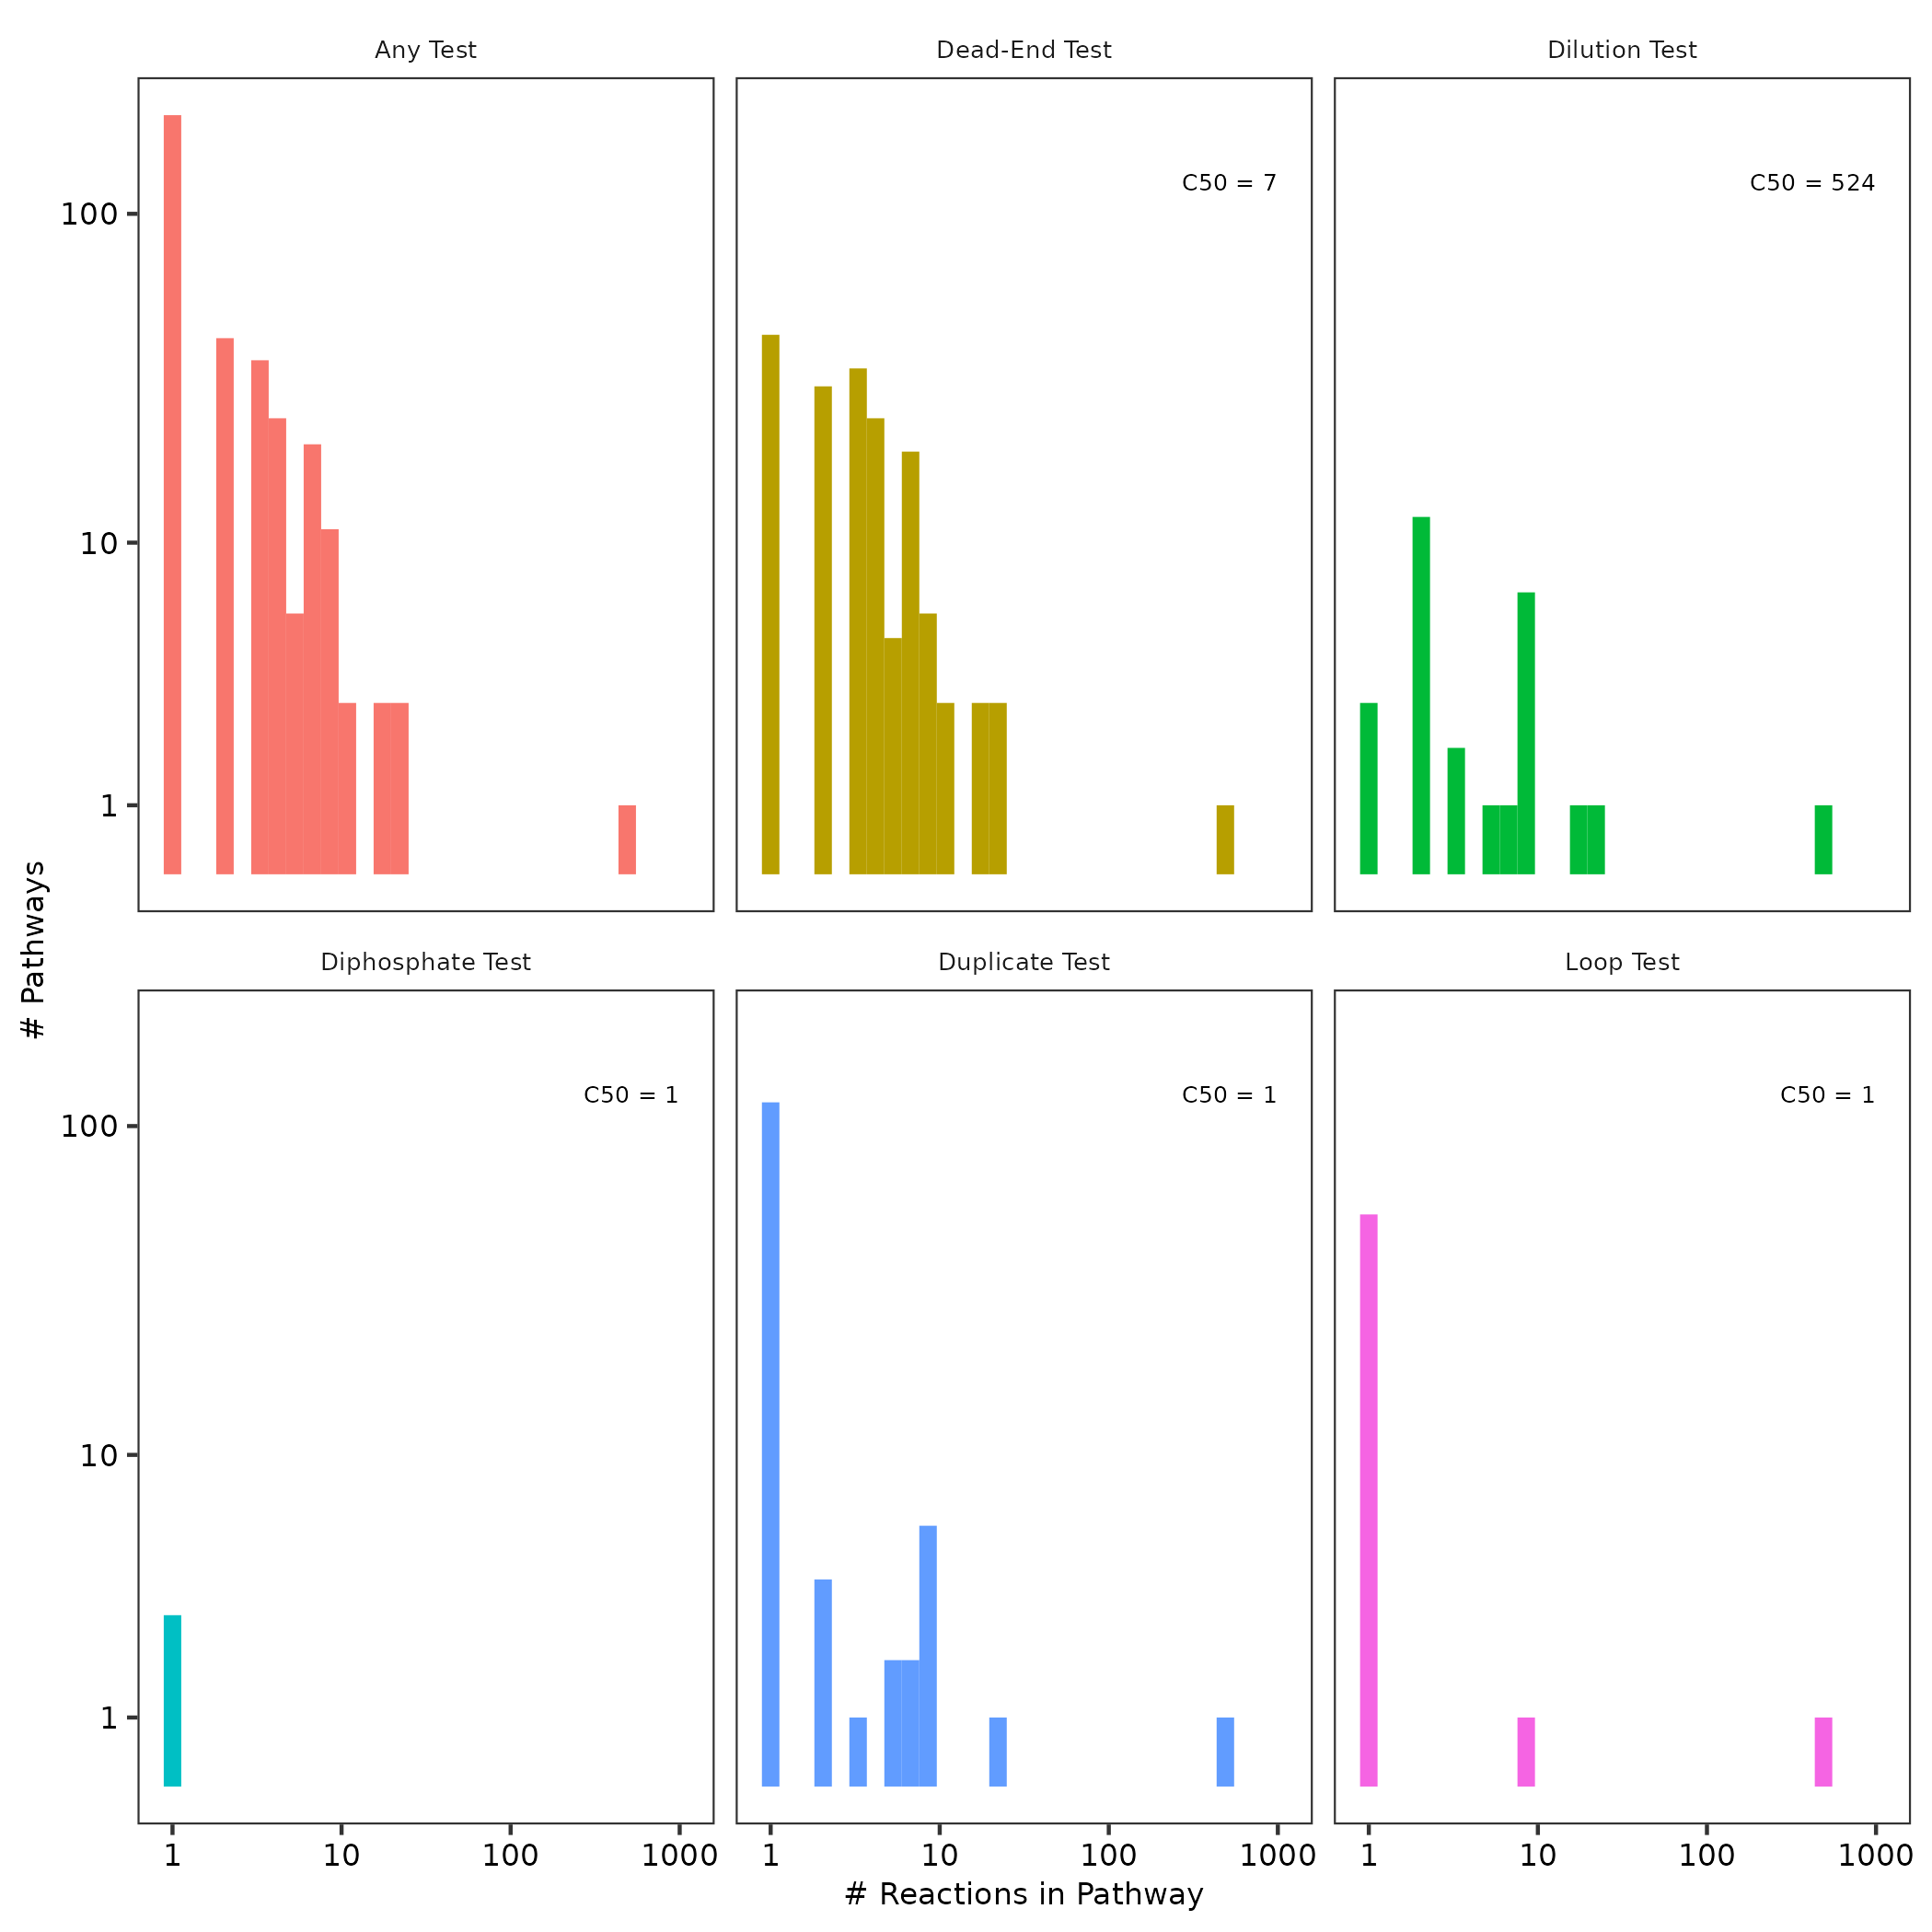 Any Test
Dead-End Test
Dilution Test
C50 = 7
C50 = 524
100
10
1
# Pathways
Diphosphate Test
Duplicate Test
Loop Test
C50 = 1
C50 = 1
C50 = 1
100
10
1
1 10 100 1000
1 10 100 1000
1 10 100 1000
# Reactions in Pathway